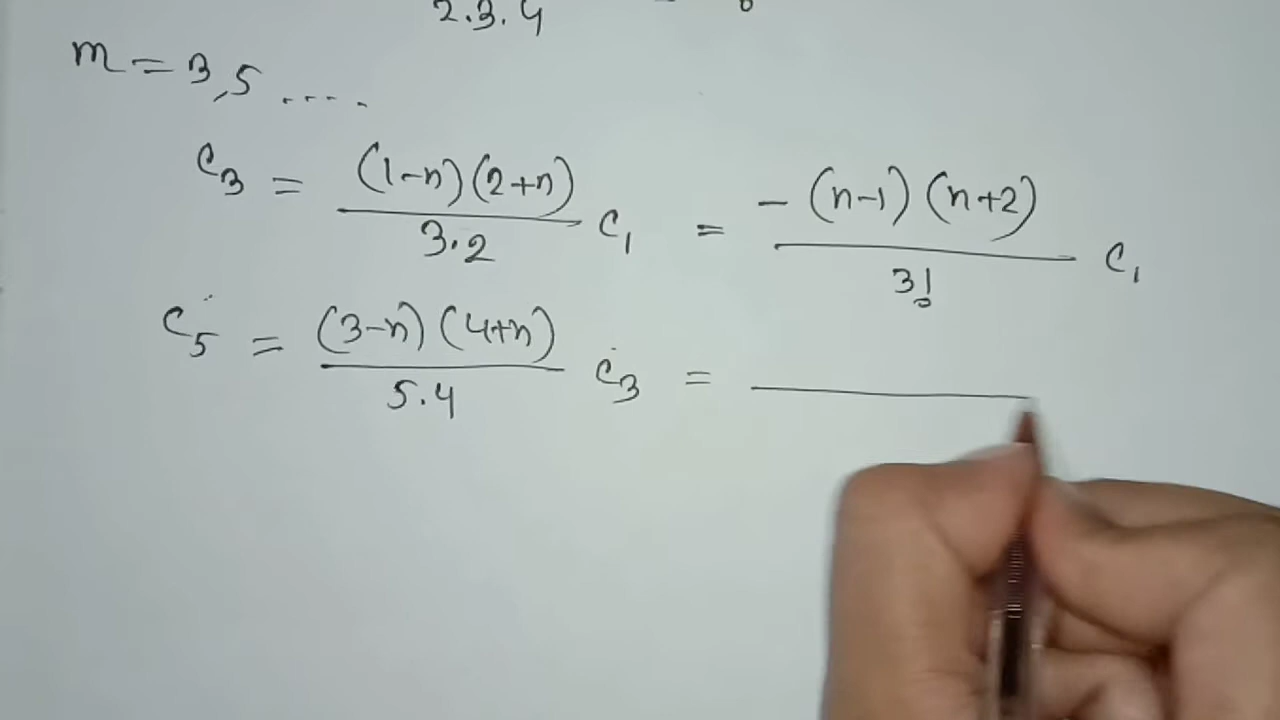 2.3.4
m = 3,5 ....
c₃ = (1-n)(2+n) / 3.2 c₁ = -(n-1)(n+2) / 3! c₁
c₅ = (3-n)(4+n) / 5.4 c₃ =